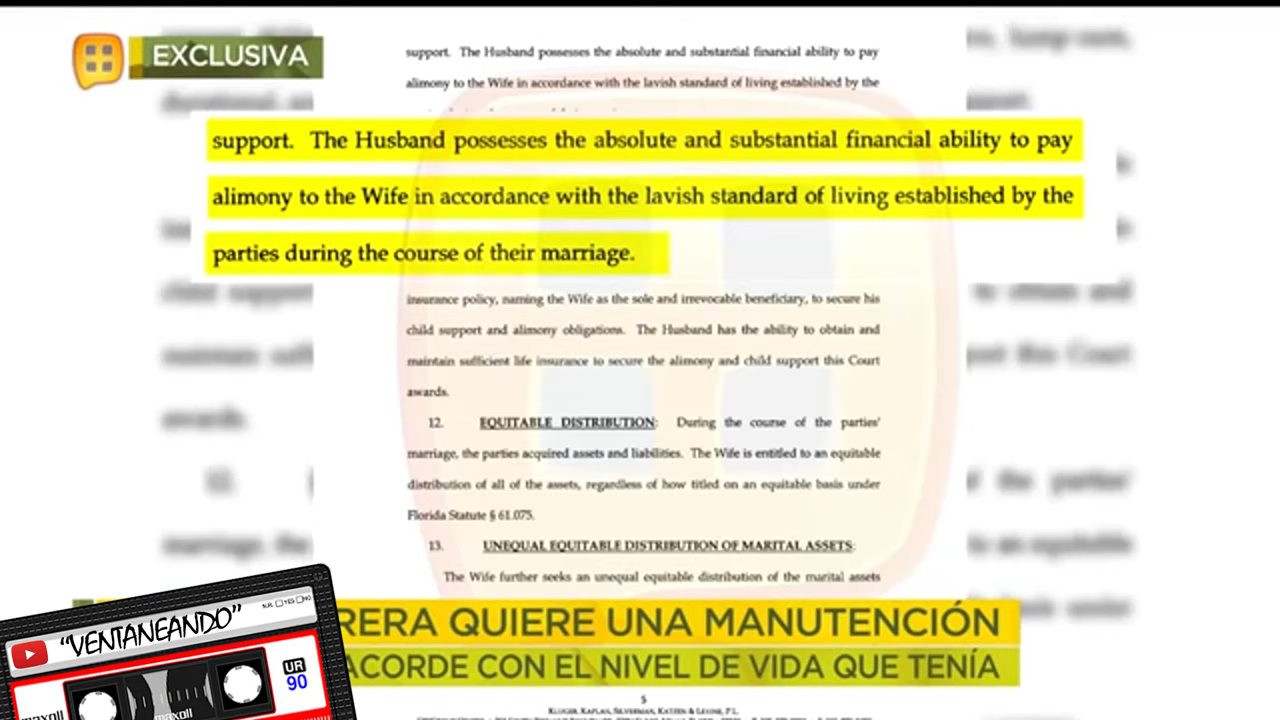 EXCLUSIVA
support. The Husband possesses the absolute and substantial financial ability to pay
alimony to the Wife in accordance with the lavish standard of living established by the
support. The Husband possesses the absolute and substantial financial ability to pay
alimony to the Wife in accordance with the lavish standard of living established by the
parties during the course of their marriage.
insurance policy, naming the Wife as the sole and irrevocable beneficiary, to secure his
child support and alimony obligations. The Husband has the ability to obtain and
maintain sufficient life insurance to secure the alimony and child support this Court
awards.
12. EQUITABLE DISTRIBUTION: During the course of the parties'
marriage, the parties acquired assets and liabilities. The Wife is entitled to an equitable
distribution of all of the assets, regardless of how titled on an equitable basis under
Florida Statute § 61.075.
13. UNEQUAL EQUITABLE DISTRIBUTION OF MARITAL ASSETS:
The Wife further seeks an unequal equitable distribution of the marital assets
RERA QUIERE UNA MANUTENCIÓN
ACORDE CON EL NIVEL DE VIDA QUE TENÍA
"VENTANEANDO"
N.R. YES NO
UR
90
maxell
maxell
5
KLUGER, KAPLAN, SILVERMAN, KATZEN & LEVINE, P.L.